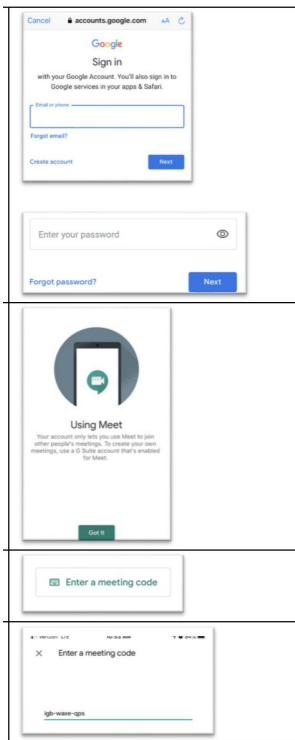 Cancel accounts.google.com AA
Google
Sign in
with your Google Account. You'll also sign in to
Google services in your apps & Safari.
Email or phone
Forgot email?
Create account Next
Enter your password
Forgot password? Next
Using Meet
Your account only lets you use Meet to join
other people's meetings. To create your own
meetings, use a G Suite account that's enabled
for Meet.
Got It
Enter a meeting code
Enter a meeting code
igb-waxe-qps